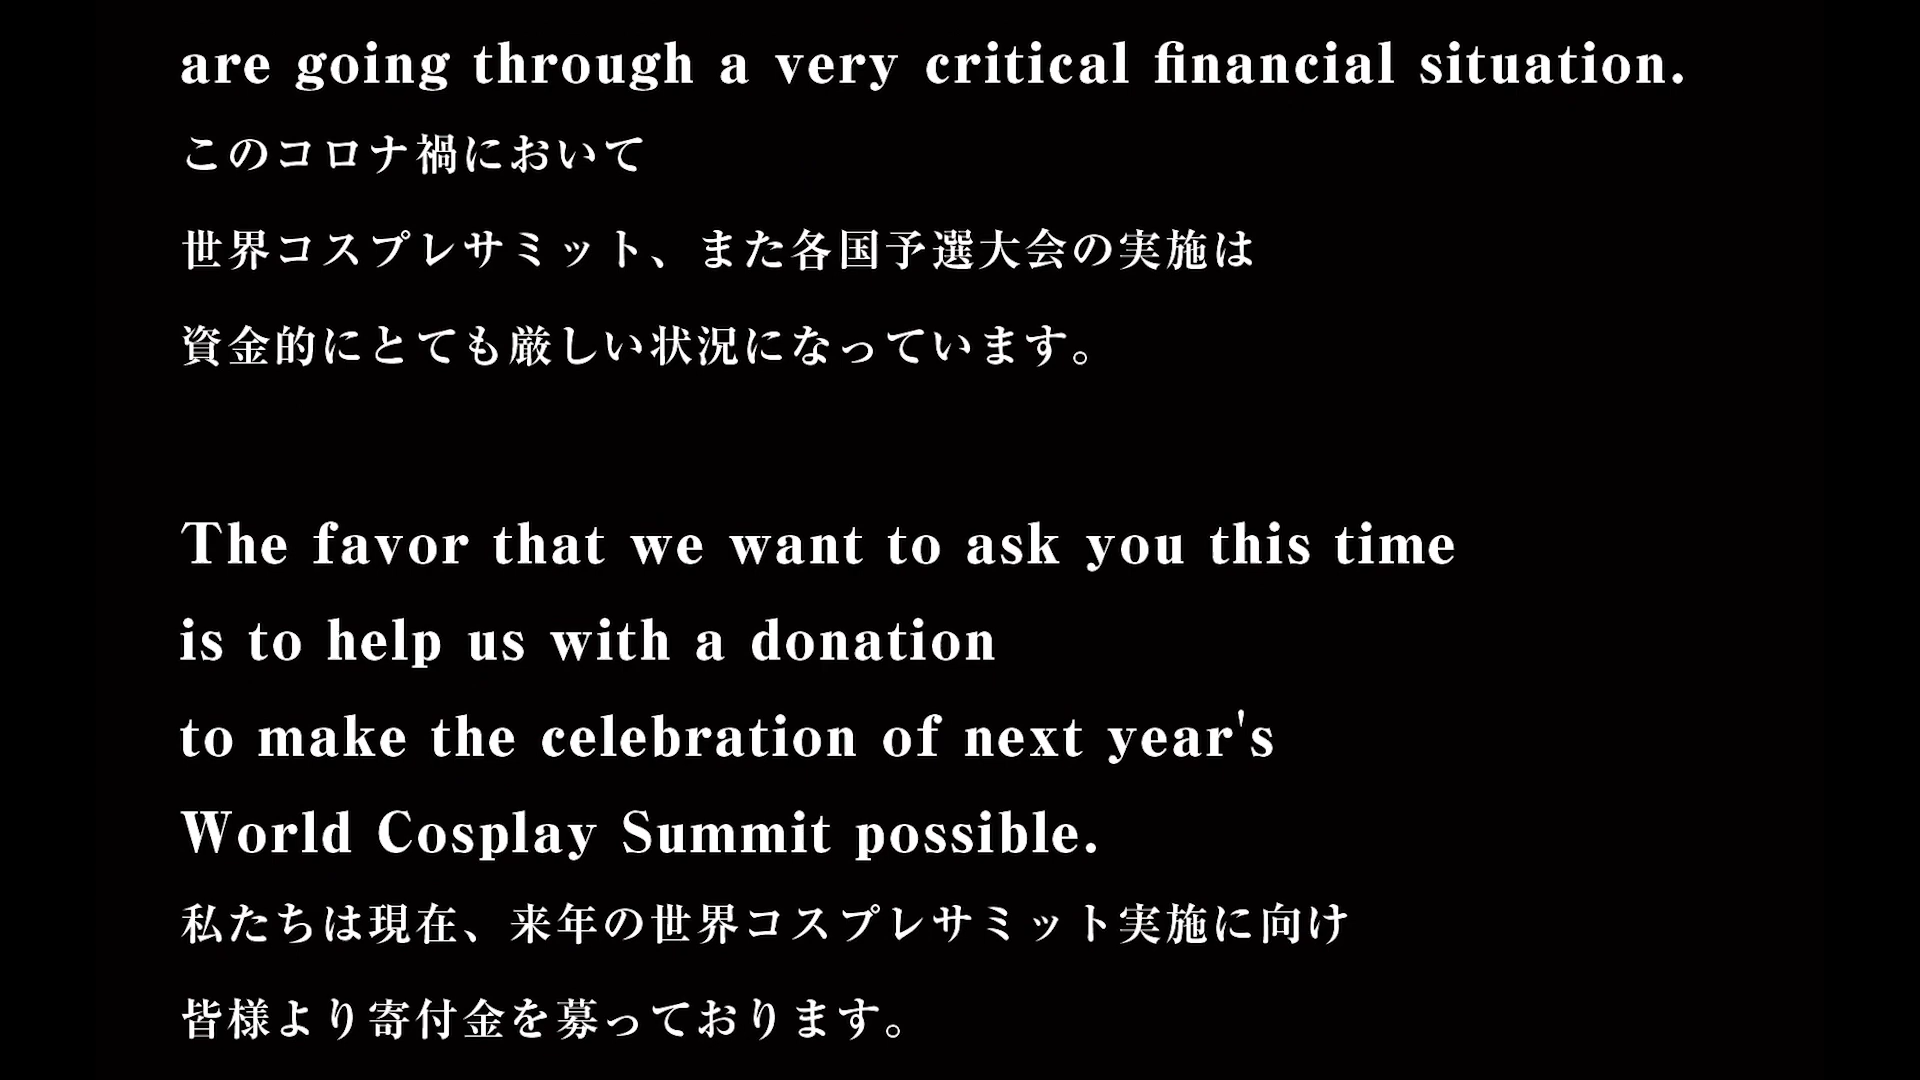 are going through a very critical financial situation.
このコロナ禍において
世界コスプレサミット、また各国予選大会の実施は
資金的にとても厳しい状況になっています。
The favor that we want to ask you this time
is to help us with a donation
to make the celebration of next year's
World Cosplay Summit possible.
私たちは現在、来年の世界コスプレサミット実施に向け
皆様より寄付金を募っております。